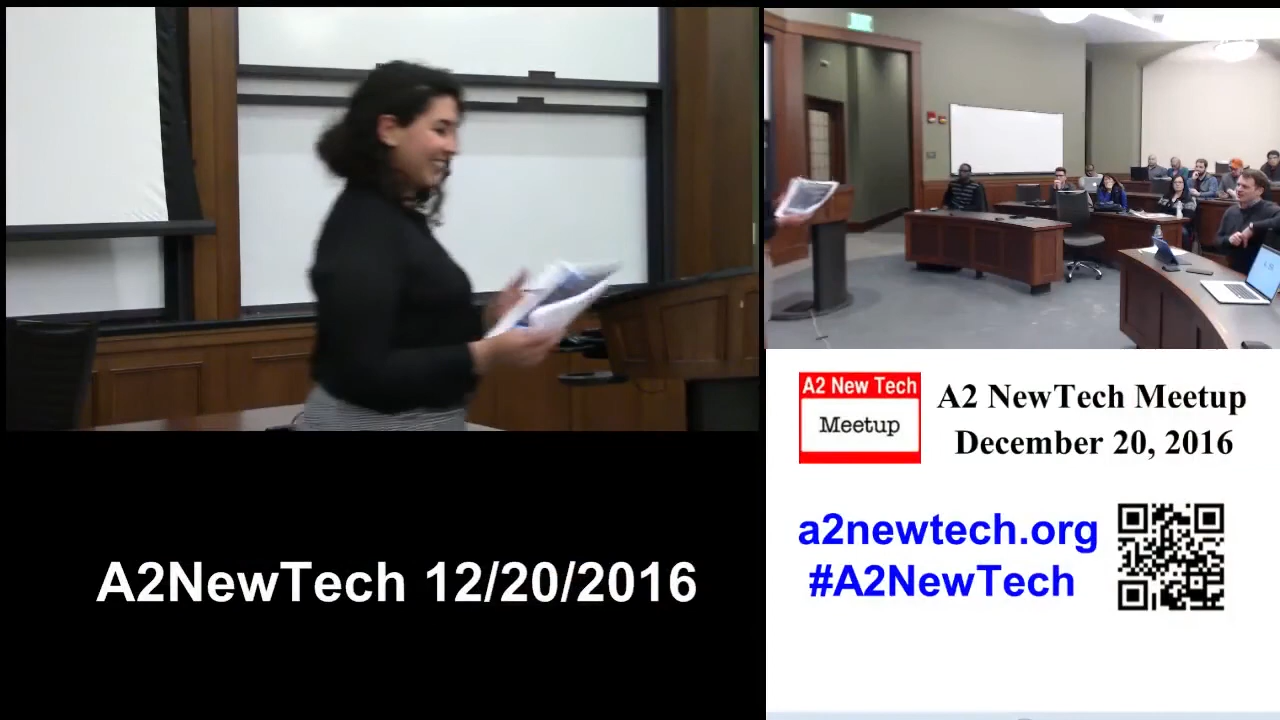 A2 New Tech
Meetup
A2 NewTech Meetup
December 20, 2016
a2newtech.org
#A2NewTech
A2NewTech 12/20/2016